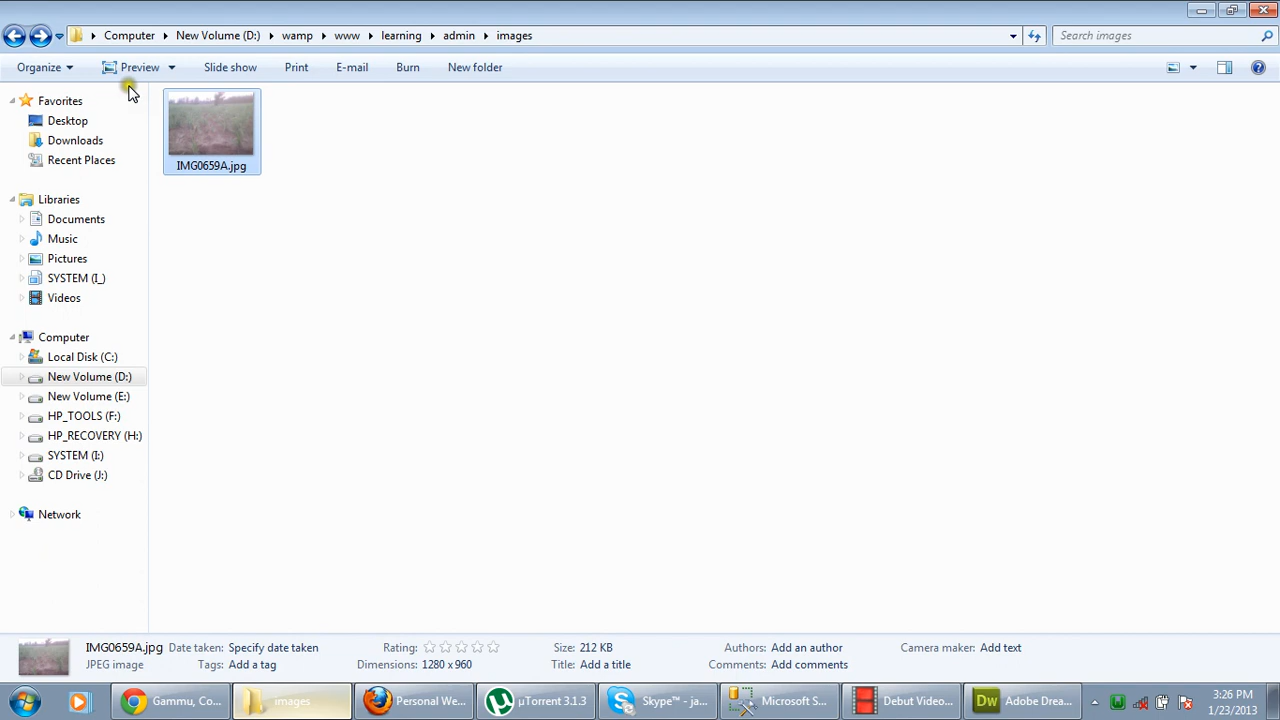 Computer New Volume (D:) wamp www learning admin images
Search images
Organize Preview Slide show Print E-mail Burn New folder
Favorites
Desktop
Downloads
Recent Places
Libraries
Documents
Music
Pictures
SYSTEM (I_)
Videos
Computer
Local Disk (C:)
New Volume (D:)
New Volume (E:)
HP_TOOLS (F:)
HP_RECOVERY (H:)
SYSTEM (I:)
CD Drive (J:)
Network
IMG0659A.jpg
IMG0659A.jpg Date taken: Specify date taken Rating: Size: 212 KB Authors: Add an author Camera maker: Add text
JPEG image Tags: Add a tag Dimensions: 1280 x 960 Title: Add a title Comments: Add comments
Gammu, Co... images Personal We... µTorrent 3.1.3 Skype™ - ja... Microsoft S... Debut Video... Dw Adobe Drea...
3:26 PM
1/23/2013